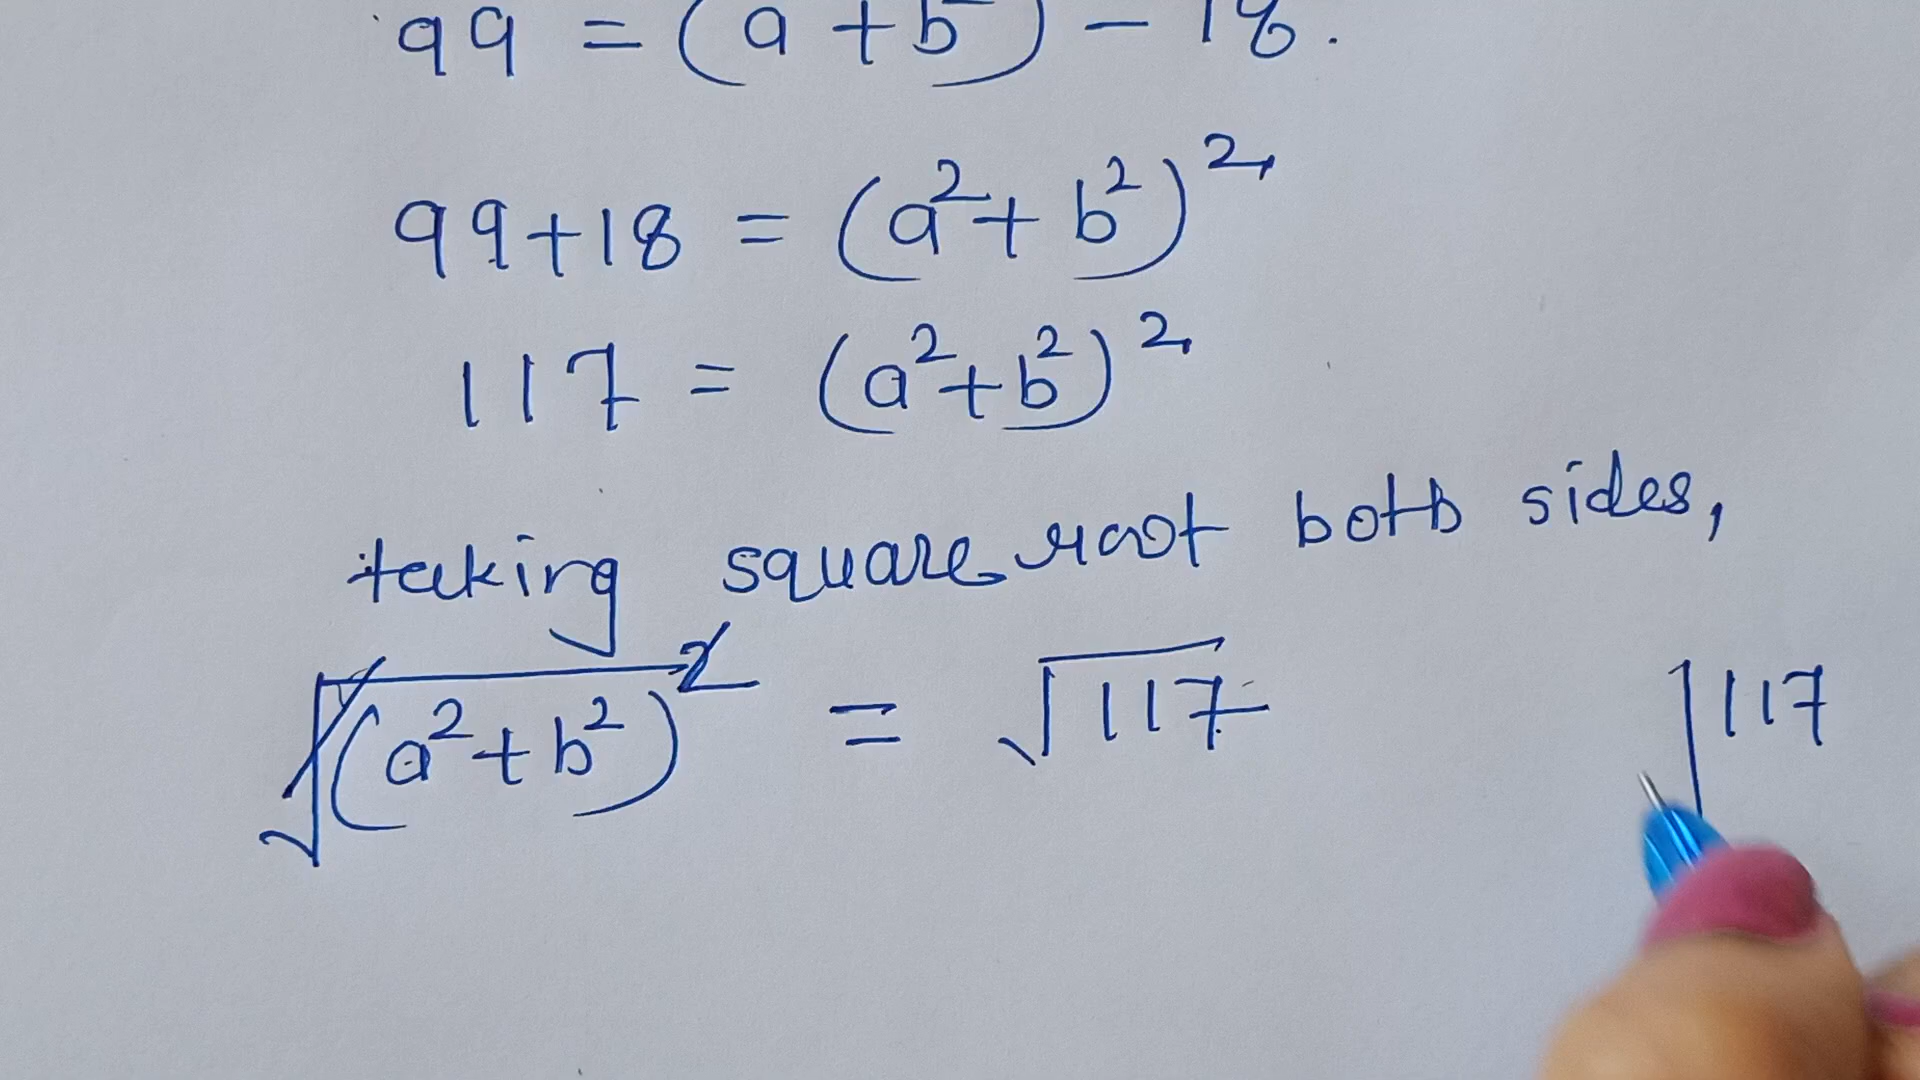 99 = (a + b) - 18.
99+18 = (a²+ b²)²
117 = (a²+b²)²
taking square root both sides,
√(a²+b²)² = √117
117